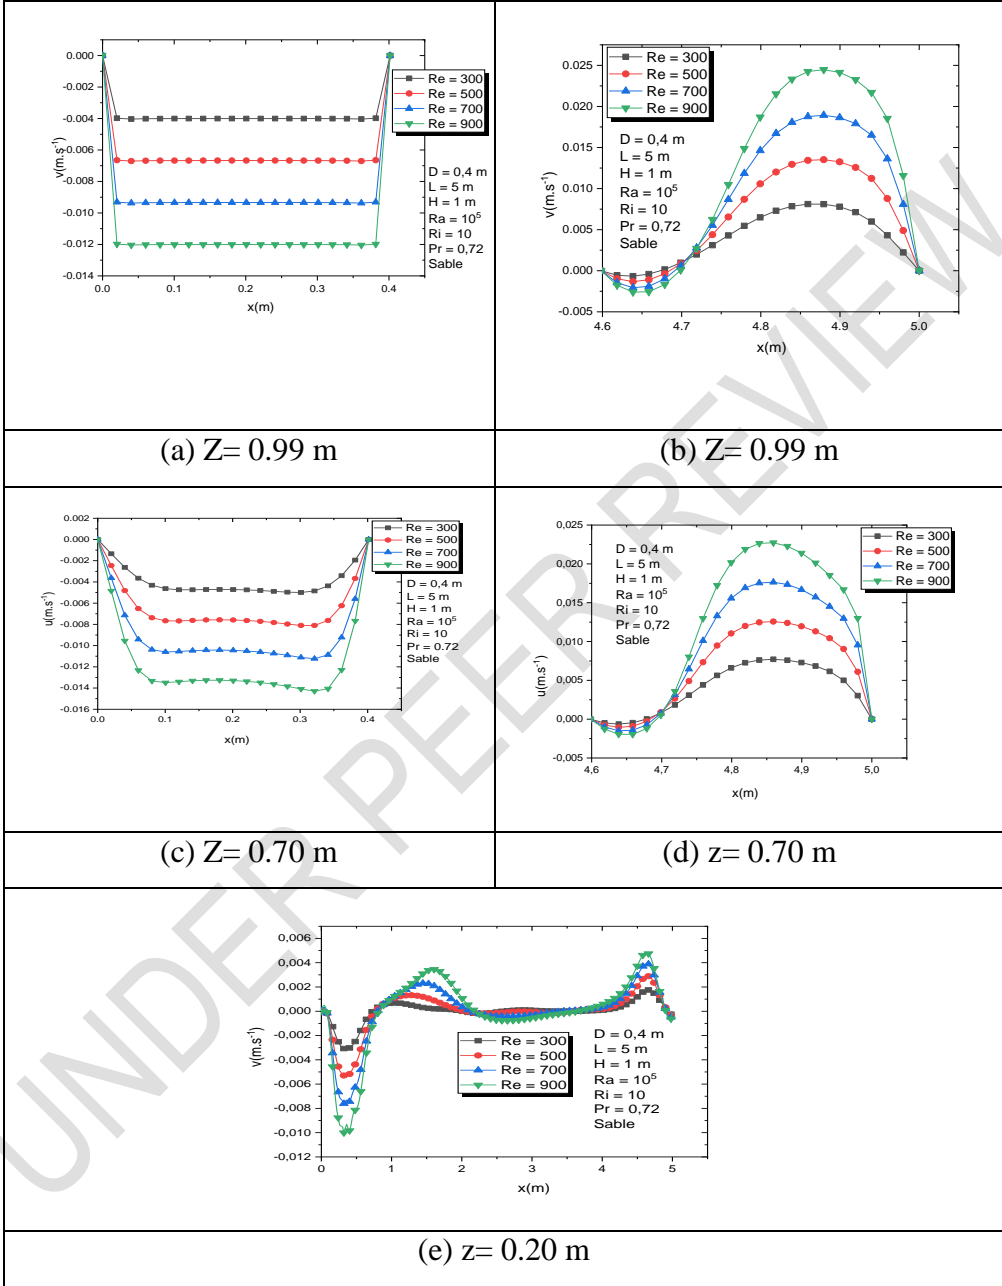 0.000
-0.002
-0.004
-0.006
-0.008
-0.010
-0.012
-0.014
v(m.s⁻¹)
0.0 0.1 0.2 0.3 0.4
x(m)
Re = 300
Re = 500
Re = 700
Re = 900
D = 0,4 m
L = 5 m
H = 1 m
Ra = 10⁵
Ri = 10
Pr = 0,72
Sable
0.025
0.020
0.015
0.010
0.005
0.000
-0.005
v(m.s⁻¹)
4.6 4.7 4.8 4.9 5.0
x(m)
Re = 300
Re = 500
Re = 700
Re = 900
D = 0,4 m
L = 5 m
H = 1 m
Ra = 10⁵
Ri = 10
Pr = 0,72
Sable
(a) Z= 0.99 m
(b) Z= 0.99 m
0.002
0.000
-0.002
-0.004
-0.006
-0.008
-0.010
-0.012
-0.014
-0.016
u(m.s⁻¹)
0.0 0.1 0.2 0.3 0.4
x(m)
Re = 300
Re = 500
Re = 700
Re = 900
D = 0,4 m
L = 5 m
H = 1 m
Ra = 10⁵
Ri = 10
Pr = 0.72
Sable
0,025
0,020
0,015
0,010
0,005
0,000
-0,005
u(m.s⁻¹)
4,6 4,7 4,8 4,9 5,0
x(m)
Re = 300
Re = 500
Re = 700
Re = 900
D = 0,4 m
L = 5 m
H = 1 m
Ra = 10⁵
Ri = 10
Pr = 0,72
Sable
(c) Z= 0.70 m
(d) z= 0.70 m
0,006
0,004
0,002
0,000
-0,002
-0,004
-0,006
-0,008
-0,010
-0,012
v(m.s⁻¹)
0 1 2 3 4 5
x(m)
Re = 300
Re = 500
Re = 700
Re = 900
D = 0,4 m
L = 5 m
H = 1 m
Ra = 10⁵
Ri = 10
Pr = 0,72
Sable
(e) z= 0.20 m
UNDER PEER REVIEW